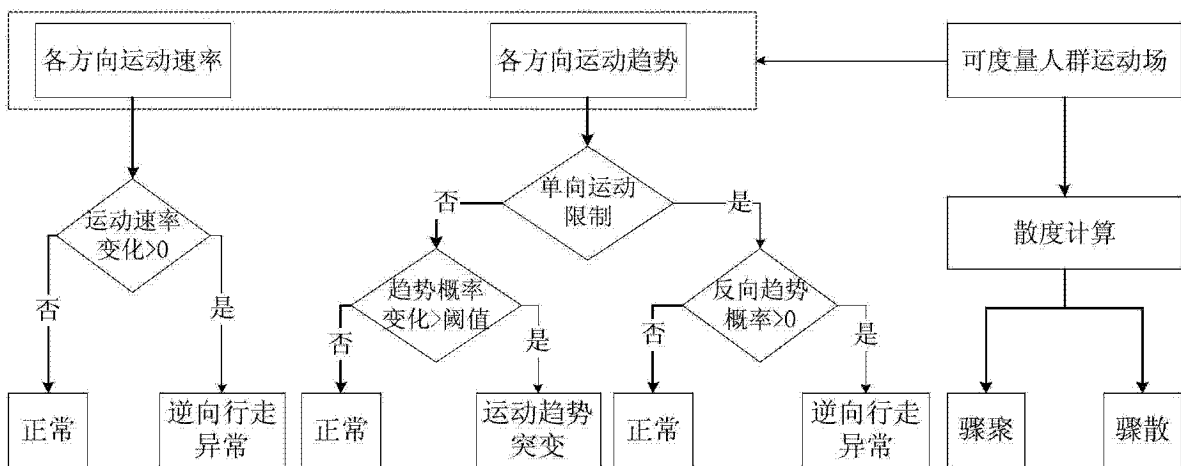 各方向运动速率
各方向运动趋势
可度量人群运动场
单向运动
限制
否
是
运动速率
变化>0
散度计算
趋势概率
变化>阈值
反向趋势
概率>0
否
是
否
是
否
是
正常
逆向行走
异常
正常
运动趋势
突变
正常
逆向行走
异常
骤聚
骤散